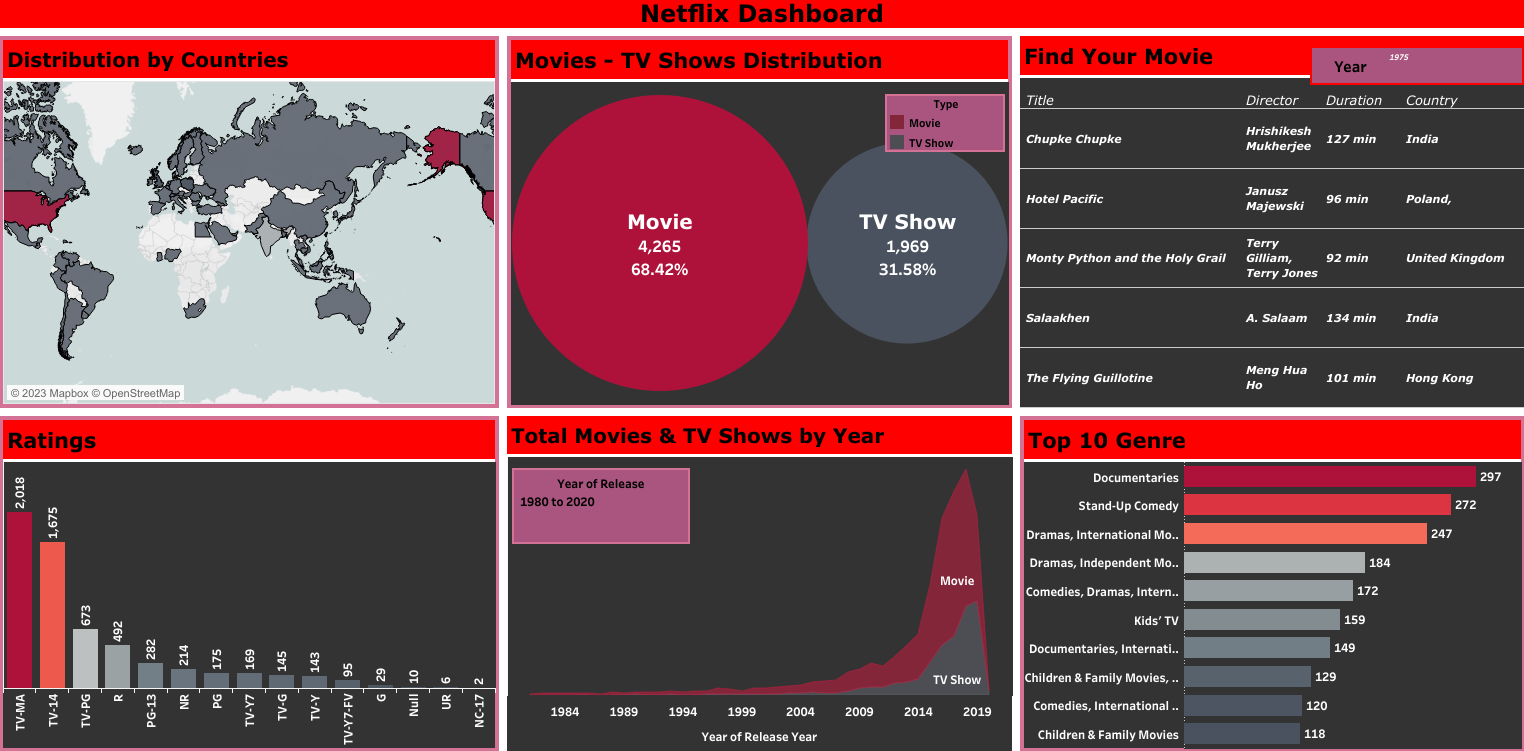 Netflix Dashboard
Distribution by Countries
© 2023 Mapbox © OpenStreetMap
Movies - TV Shows Distribution
Type
Movie
TV Show
Movie
4,265
68.42%
TV Show
1,969
31.58%
Find Your Movie
Year 1975
Title Director Duration Country
Chupke Chupke Hrishikesh Mukherjee 127 min India
Hotel Pacific Janusz Majewski 96 min Poland,
Monty Python and the Holy Grail Terry Gilliam, Terry Jones 92 min United Kingdom
Salaakhen A. Salaam 134 min India
The Flying Guillotine Meng Hua Ho 101 min Hong Kong
Ratings
2,018
1,675
673
492
282
214
175
169
145
143
95
29
10
6
2
TV-MA
TV-14
TV-PG
R
PG-13
NR
PG
TV-Y7
TV-G
TV-Y
TV-Y7-FV
G
Null
UR
NC-17
Total Movies & TV Shows by Year
Year of Release
1980 to 2020
Movie
TV Show
1984 1989 1994 1999 2004 2009 2014 2019
Year of Release Year
Top 10 Genre
Documentaries 297
Stand-Up Comedy 272
Dramas, International Mo.. 247
Dramas, Independent Mo.. 184
Comedies, Dramas, Intern.. 172
Kids' TV 159
Documentaries, Internati.. 149
Children & Family Movies, .. 129
Comedies, International .. 120
Children & Family Movies 118